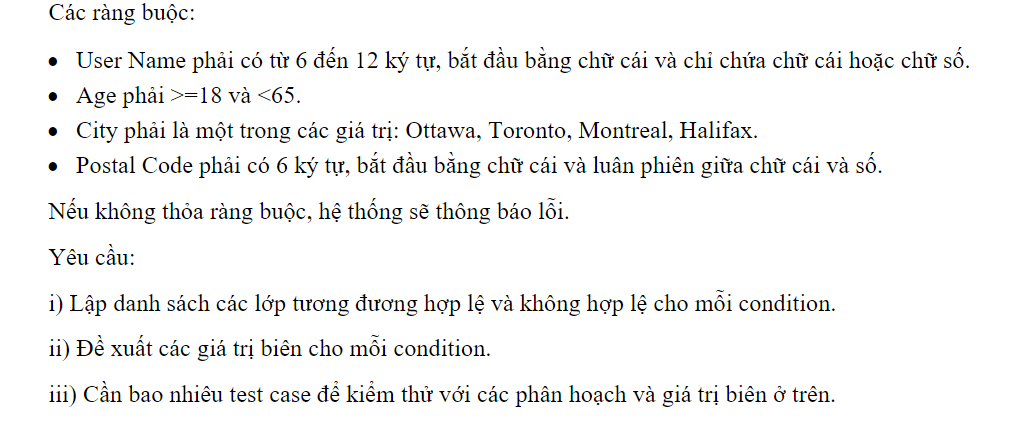 Các ràng buộc:
• User Name phải có từ 6 đến 12 ký tự, bắt đầu bằng chữ cái và chỉ chứa chữ cái hoặc chữ số.
• Age phải >=18 và <65.
• City phải là một trong các giá trị: Ottawa, Toronto, Montreal, Halifax.
• Postal Code phải có 6 ký tự, bắt đầu bằng chữ cái và luân phiên giữa chữ cái và số.
Nếu không thỏa ràng buộc, hệ thống sẽ thông báo lỗi.
Yêu cầu:
i) Lập danh sách các lớp tương đương hợp lệ và không hợp lệ cho mỗi condition.
ii) Đề xuất các giá trị biên cho mỗi condition.
iii) Cần bao nhiêu test case để kiểm thử với các phân hoạch và giá trị biên ở trên.